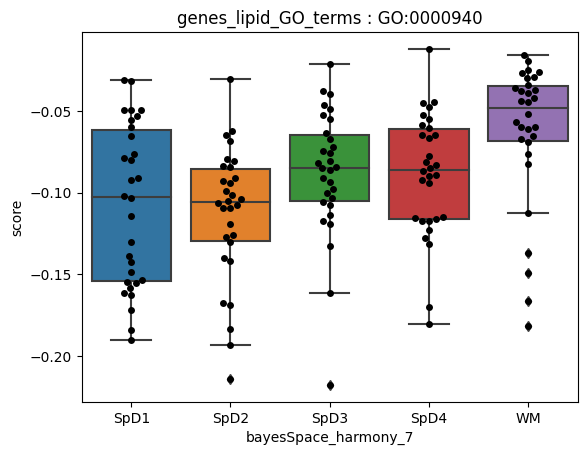 genes_lipid_GO_terms : GO:0000940
score
−0.05
−0.10
−0.15
−0.20
SpD1 SpD2 SpD3 SpD4 WM
bayesSpace_harmony_7